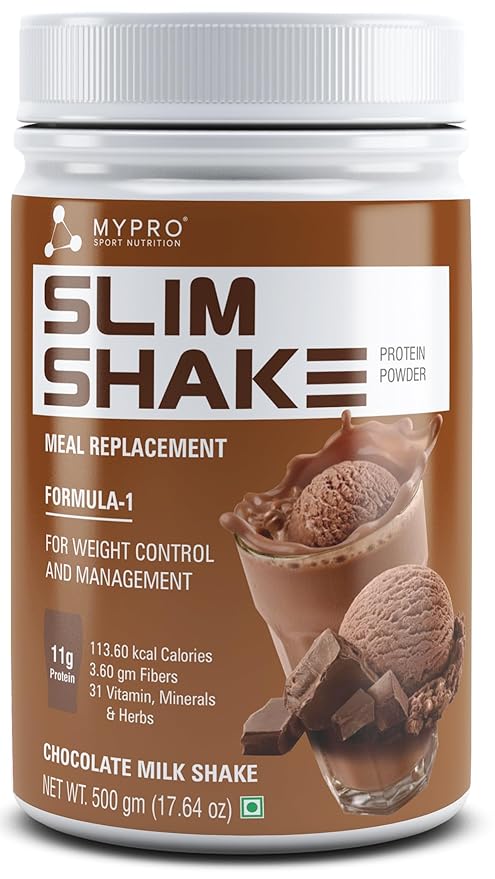 MYPRO®
SPORT NUTRITION
SLIM
SHAKE
PROTEIN
POWDER
MEAL REPLACEMENT
FORMULA-1
FOR WEIGHT CONTROL
AND MANAGEMENT
11g
Protein
113.60 kcal Calories
3.60 gm Fibers
31 Vitamin, Minerals
& Herbs
CHOCOLATE MILK SHAKE
NET WT. 500 gm (17.64 oz)